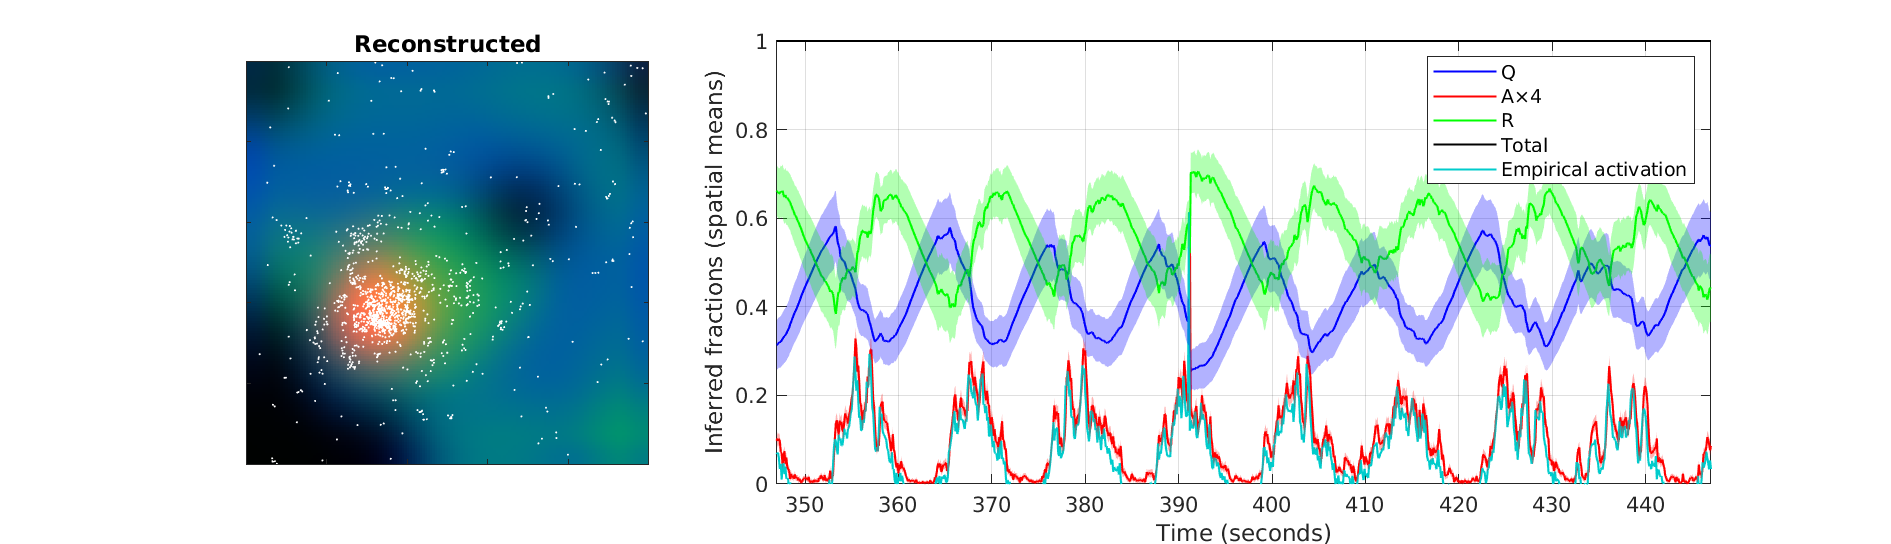 Reconstructed
Inferred fractions (spatial means)
1
0.8
0.6
0.4
0.2
0
Q
A×4
R
Total
Empirical activation
350 360 370 380 390 400 410 420 430 440
Time (seconds)